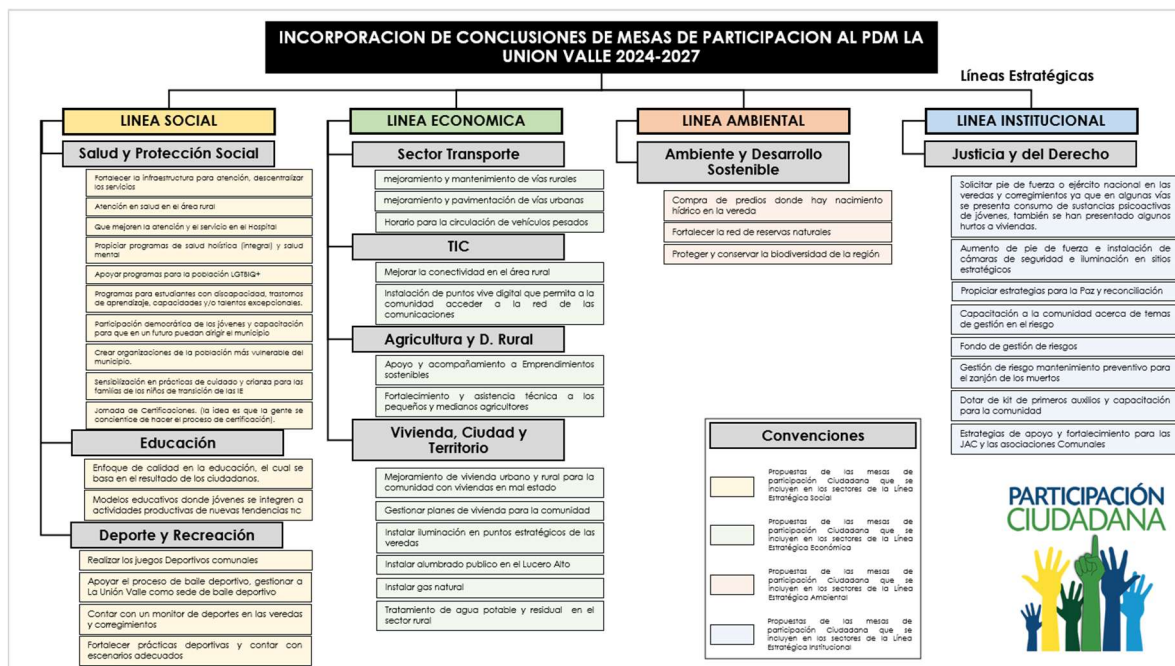 INCORPORACION DE CONCLUSIONES DE MESAS DE PARTICIPACION AL PDM LA
UNION VALLE 2024-2027
Líneas Estratégicas
LINEA SOCIAL
Salud y Protección Social
Fortalecer la infraestructura para atención, descentralizar
los servicios
Atención en salud en el área rural
Que mejoren la atención y el servicio en el Hospital
Propiciar programas de salud holística (integral) y salud
mental
Apoyar programas para la población LGTBIQ+
Programas para estudiantes con discapacidad, trastornos
de aprendizaje, capacidades y/o talentos excepcionales.
Participación democrática de los jóvenes y capacitación
para que en un futuro puedan dirigir el municipio
Crear organizaciones de la población más vulnerable del
municipio.
Sensibilización en prácticas de cuidado y crianza para las
familias de los niños de transición de las IE
Jornada de Certificaciones. (la idea es que la gente se
concientice de hacer el proceso de certificación).
Educación
Enfoque de calidad en la educación, el cual se
basa en el resultado de los ciudadanos.
Modelos educativos donde jóvenes se integren a
actividades productivas de nuevas tendencias TIC
Deporte y Recreación
Realizar los juegos Deportivos comunales
Apoyar el proceso de baile deportivo, gestionar a
La Unión Valle como sede de baile deportivo
Contar con un monitor de deportes en las veredas
y corregimientos
Fortalecer prácticas deportivas y contar con
escenarios adecuados
LINEA ECONOMICA
Sector Transporte
mejoramiento y mantenimiento de vías rurales
mejoramiento y pavimentación de vías urbanas
Horario para la circulación de vehículos pesados
TIC
Mejorar la conectividad en el área rural
Instalación de puntos vive digital que permita a la
comunidad acceder a la red de las
comunicaciones
Agricultura y D. Rural
Apoyo y acompañamiento a Emprendimientos
sostenibles
Fortalecimiento y asistencia técnica a los
pequeños y medianos agricultores
Vivienda, Ciudad y
Territorio
Mejoramiento de vivienda urbano y rural para la
comunidad con viviendas en mal estado
Gestionar planes de vivienda para la comunidad
Instalar iluminación en puntos estratégicos de las
veredas
Instalar alumbrado publico en el Lucero Alto
Instalar gas natural
Tratamiento de agua potable y residual en el
sector rural
LINEA AMBIENTAL
Ambiente y Desarrollo
Sostenible
Compra de predios donde hay nacimiento
hídrico en la vereda
Fortalecer la red de reservas naturales
Proteger y conservar la biodiversidad de la región
LINEA INSTITUCIONAL
Justicia y del Derecho
Solicitar pie de fuerza o ejército nacional en las
veredas y corregimientos ya que en algunas vías
se presenta consumo de sustancias psicoactivas
de jóvenes, también se han presentado algunos
hurtos a viviendas.
Aumento de pie de fuerza e instalación de
cámaras de seguridad e iluminación en sitios
estratégicos
Propiciar estrategias para la Paz y reconciliación
Capacitación a la comunidad acerca de temas
de gestión en el riesgo
Fondo de gestión de riesgos
Gestión de riesgo mantenimiento preventivo para
el zanjón de los muertos
Dotar de kit de primeros auxilios y capacitación
para la comunidad
Estrategias de apoyo y fortalecimiento para las
JAC y las asociaciones Comunales
Convenciones
Propuestas de las mesas de
participación Ciudadana que se
incluyen en los sectores de la Línea
Estratégica Social
Propuestas de las mesas de
participación Ciudadana que se
incluyen en los sectores de la Línea
Estratégica Económica
Propuestas de las mesas de
participación Ciudadana que se
incluyen en los sectores de la Línea
Estratégica Ambiental
Propuestas de las mesas de
participación Ciudadana que se
incluyen en los sectores de la Línea
Estratégica Institucional
PARTICIPACIÓN
CIUDADANA